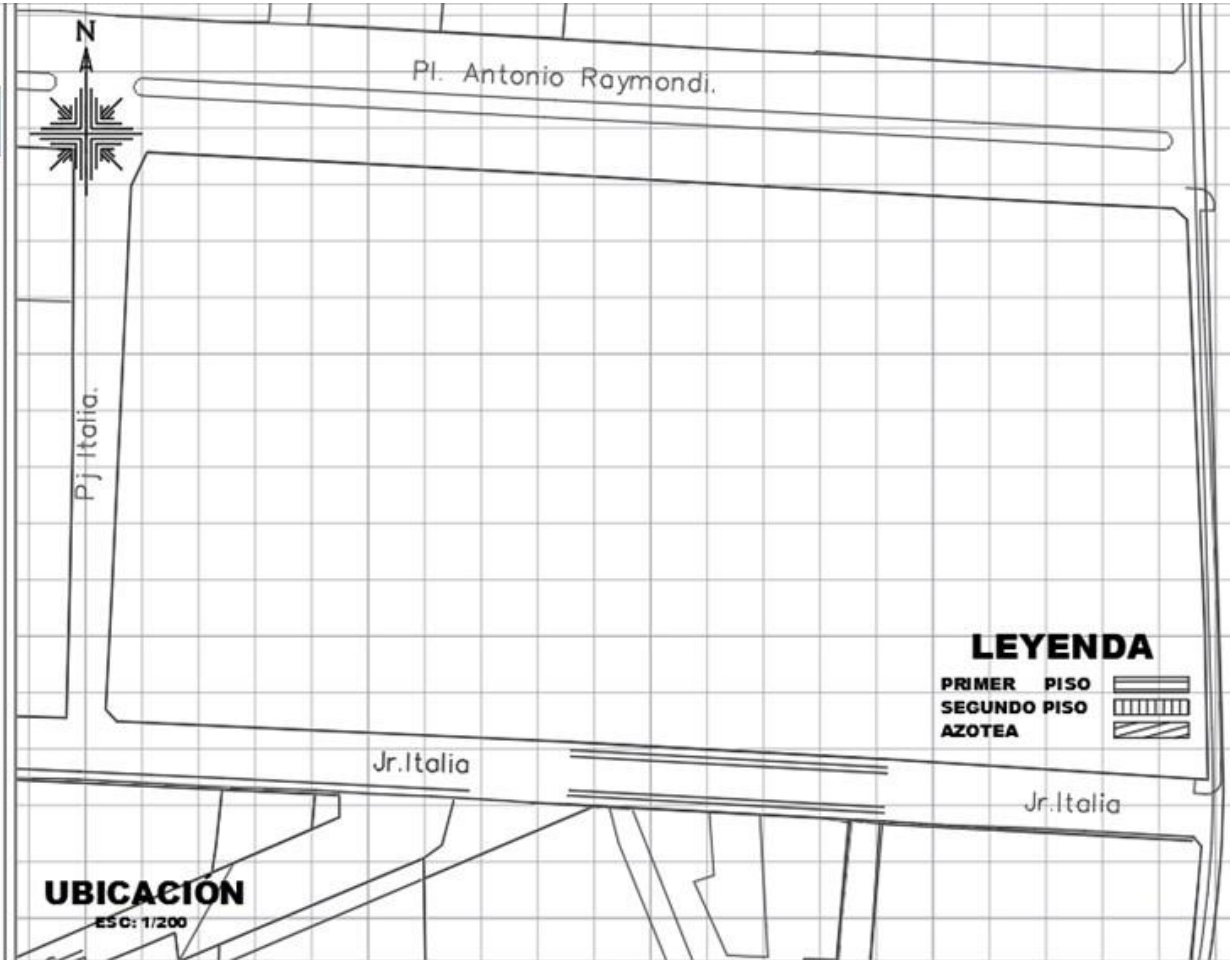 N
Pl. Antonio Raymondi.
Pj Italia.
LEYENDA
PRIMER PISO
SEGUNDO PISO
AZOTEA
Jr.Italia
Jr.Italia
UBICACIÓN
ESC: 1/200